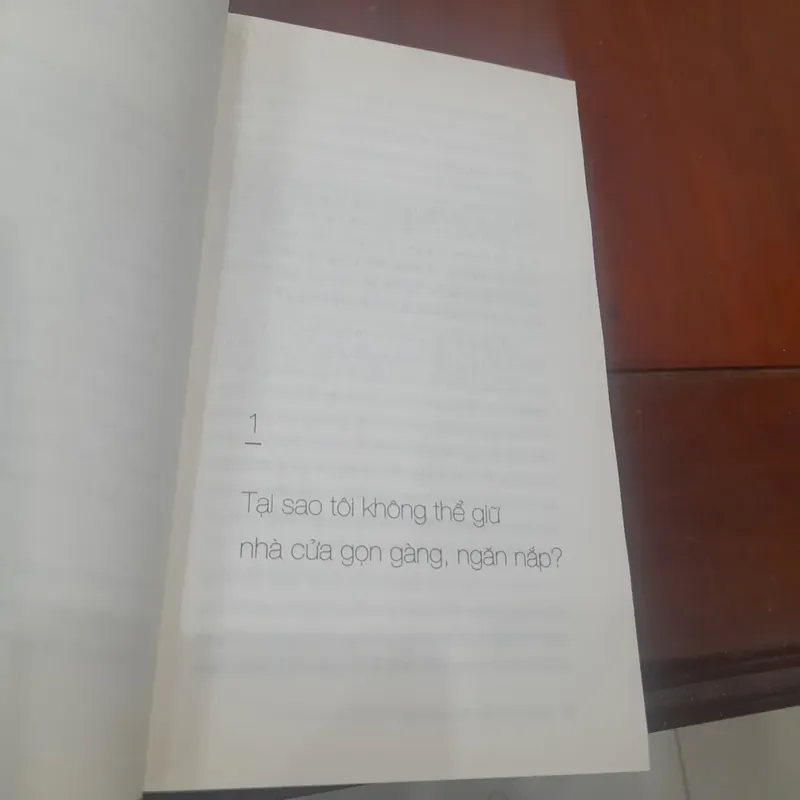 1
Tại sao tôi không thể giữ
nhà cửa gọn gàng, ngăn nắp?